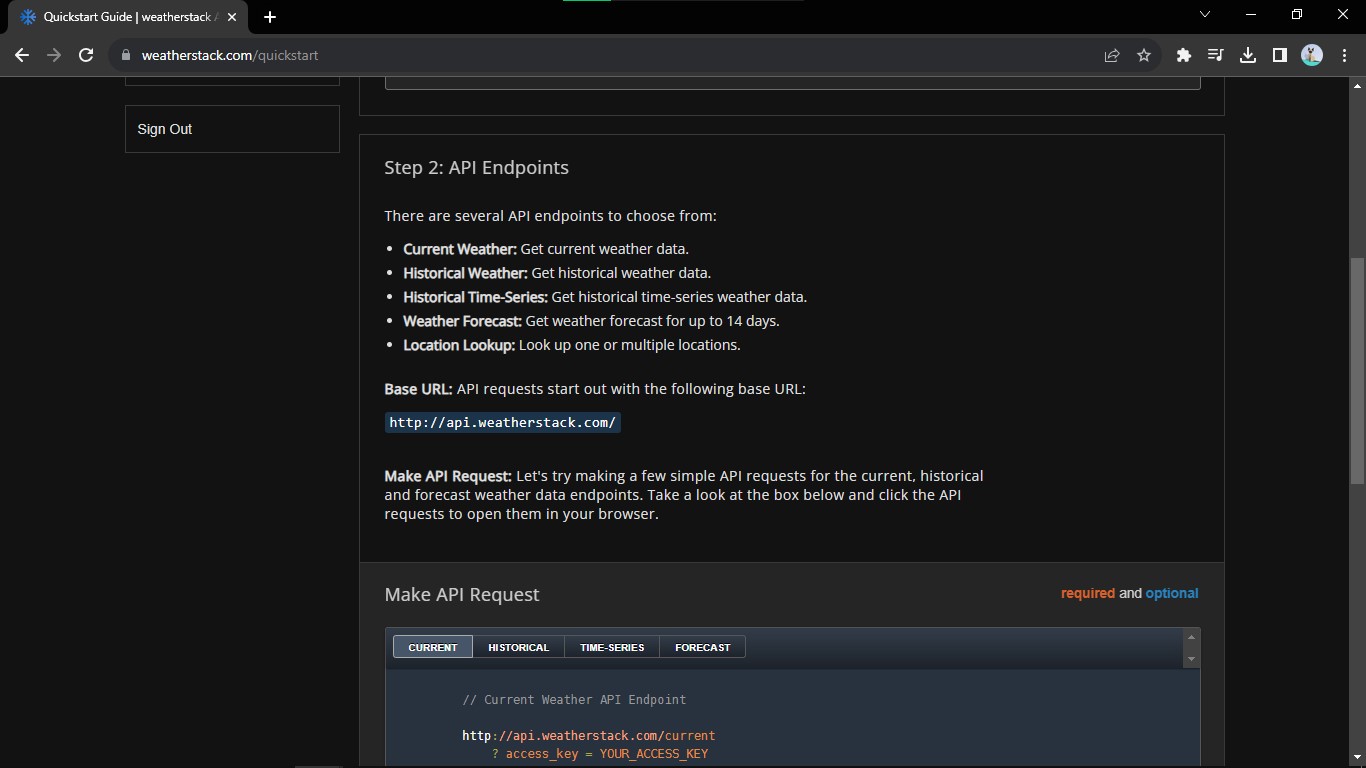 Quickstart Guide | weatherstack
weatherstack.com/quickstart
Sign Out
Step 2: API Endpoints
There are several API endpoints to choose from:
• Current Weather: Get current weather data.
• Historical Weather: Get historical weather data.
• Historical Time-Series: Get historical time-series weather data.
• Weather Forecast: Get weather forecast for up to 14 days.
• Location Lookup: Look up one or multiple locations.
Base URL: API requests start out with the following base URL:
http://api.weatherstack.com/
Make API Request: Let's try making a few simple API requests for the current, historical
and forecast weather data endpoints. Take a look at the box below and click the API
requests to open them in your browser.
Make API Request
required and optional
CURRENT HISTORICAL TIME-SERIES FORECAST
// Current Weather API Endpoint
http://api.weatherstack.com/current
? access_key = YOUR_ACCESS_KEY